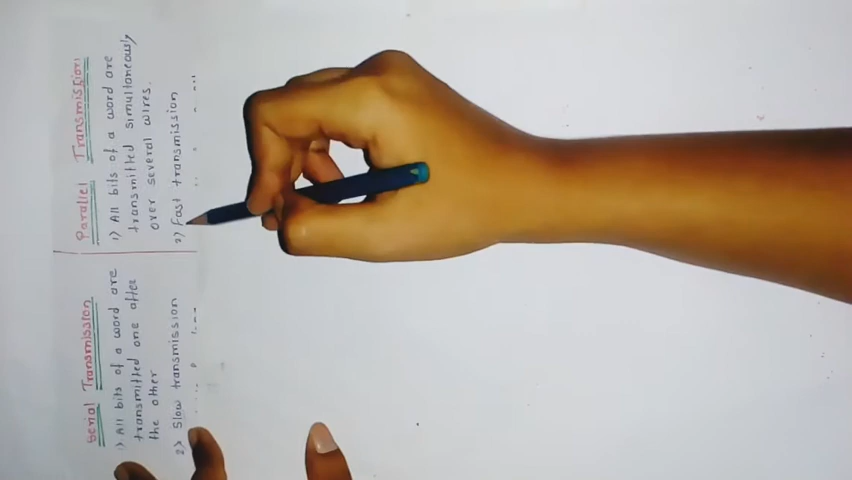 Serial Transmission
1) All bits of a word are
transmitted one after
the other
2) Slow transmission
Parallel Transmission
1) All bits of a word are
transmitted simultaneously
over several wires.
2) Fast transmission